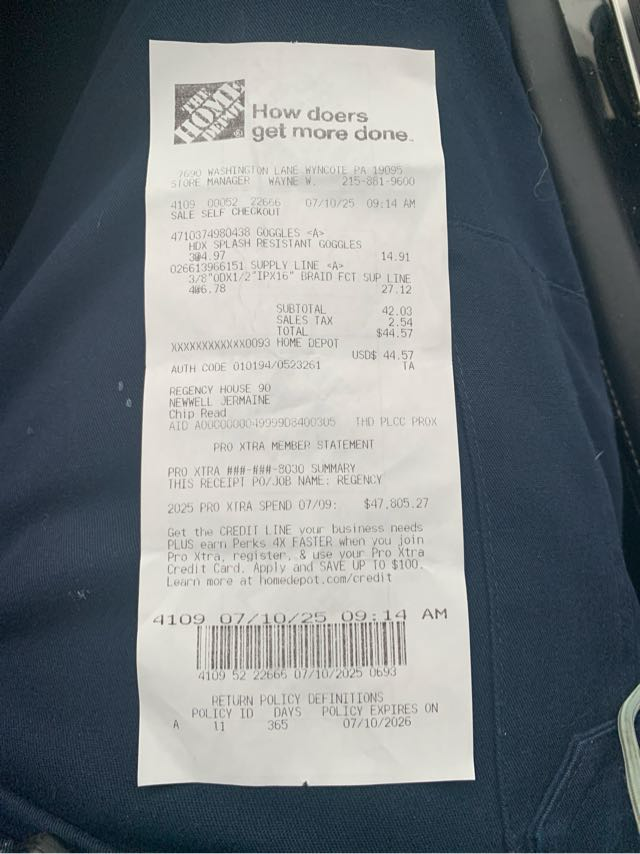 THE
HOME
DEPOT
How doers
get more done.
7690 WASHINGTON LANE WYNCOTE PA 19095
STORE MANAGER WAYNE W. 215-881-9600
4109 00052 22666 07/10/25 09:14 AM
SALE SELF CHECKOUT
4710374980438 GOGGLES <A>
HDX SPLASH RESISTANT GOGGLES
3@4.97 14.91
026613966151 SUPPLY LINE <A>
3/8"ODX1/2"IPX16" BRAID FCT SUP LINE
4@6.78 27.12
SUBTOTAL 42.03
SALES TAX 2.54
TOTAL $44.57
XXXXXXXXXXXX0093 HOME DEPOT
USD$ 44.57
AUTH CODE 010194/0523261 TA
REGENCY HOUSE 90
NEWWELL JERMAINE
Chip Read
THD PLCC PROX
PRO XTRA MEMBER STATEMENT
PRO XTRA ###-###-8030 SUMMARY
THIS RECEIPT PO/JOB NAME: REGENCY
2025 PRO XTRA SPEND 07/09: $47,805.27
Get the CREDIT LINE your business needs
PLUS earn Perks 4X FASTER when you join
Pro Xtra, register, & use your Pro Xtra
Credit Card. Apply and SAVE UP TO $100.
Learn more at homedepot.com/credit
4109 07/10/25 09:14 AM
4109 52 22666 07/10/2025 0693
RETURN POLICY DEFINITIONS
POLICY ID DAYS POLICY EXPIRES ON
A 11 365 07/10/2026